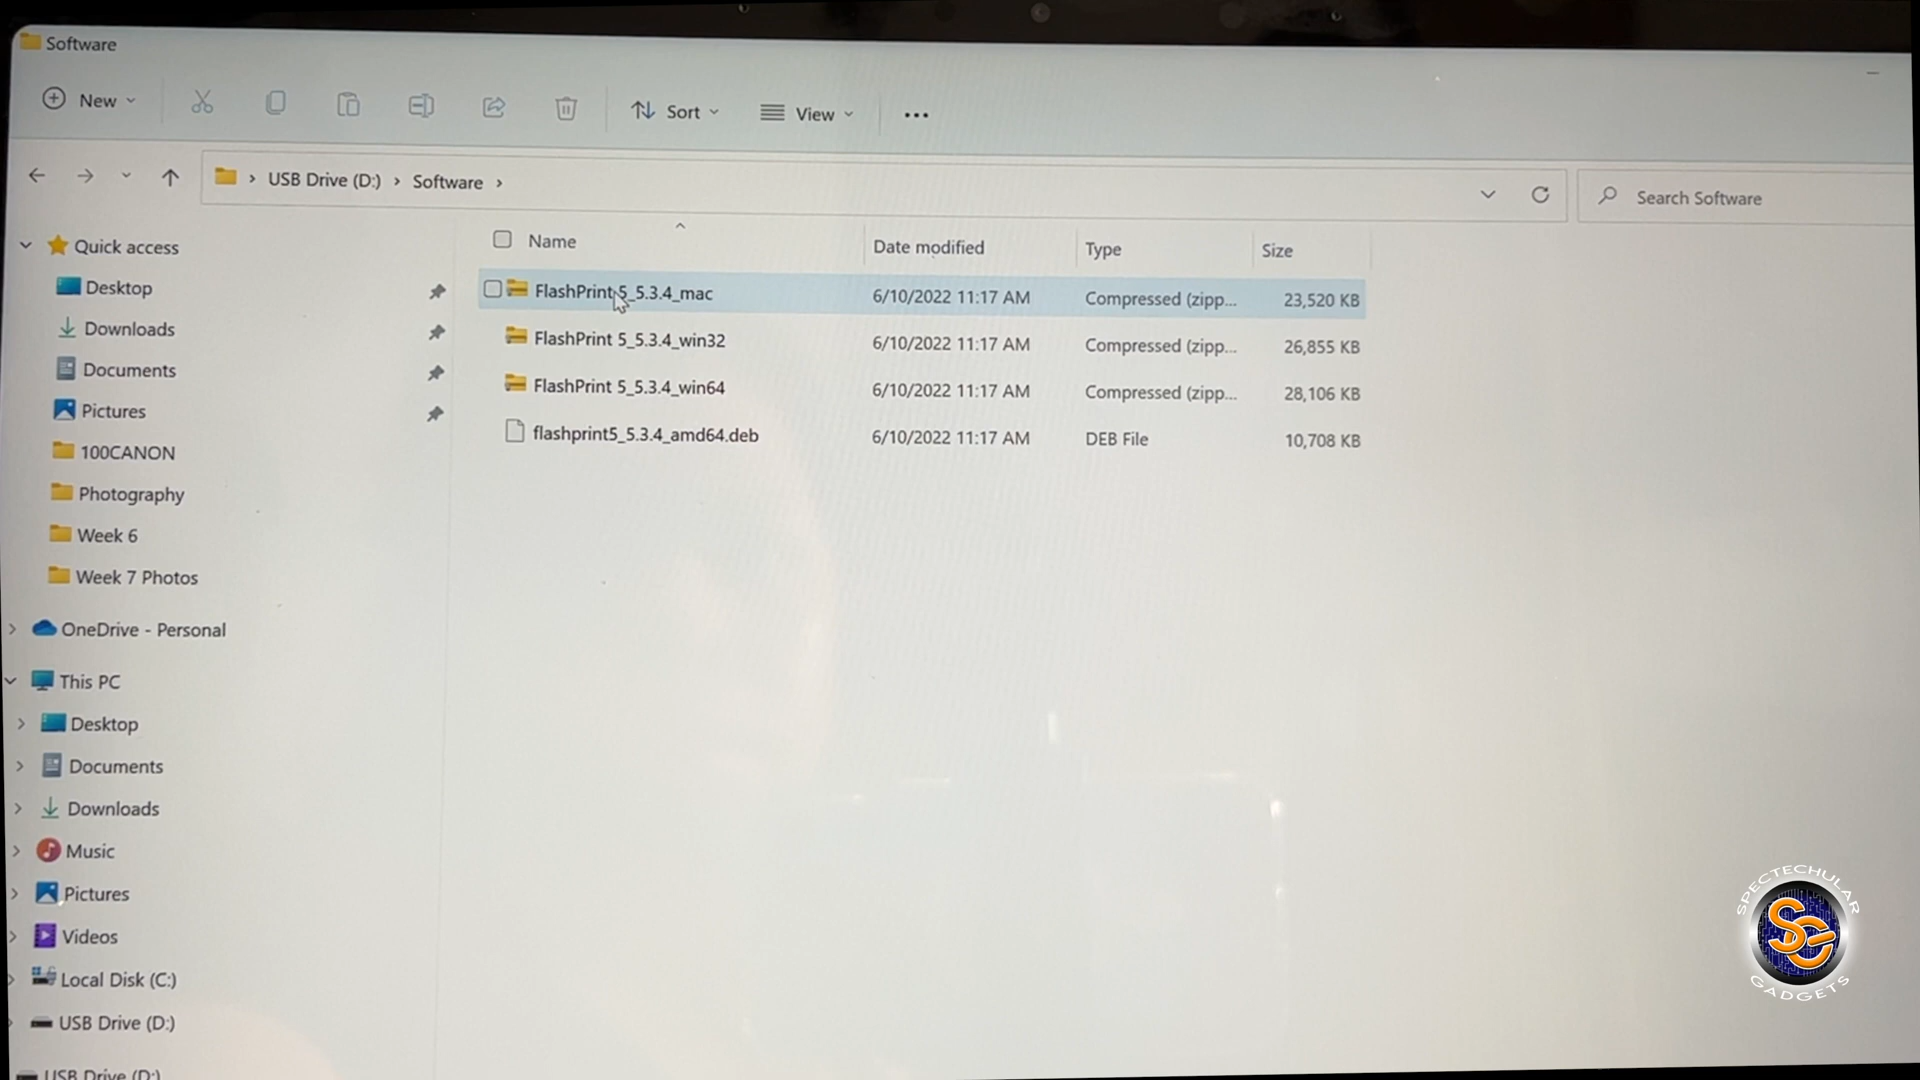 Software
New
Sort
View
USB Drive (D:) > Software >
Search Software
Name
Date modified
Type
Size
FlashPrint 5_5.3.4_mac 6/10/2022 11:17 AM Compressed (zipp... 23,520 KB
FlashPrint 5_5.3.4_win32 6/10/2022 11:17 AM Compressed (zipp... 26,855 KB
FlashPrint 5_5.3.4_win64 6/10/2022 11:17 AM Compressed (zipp... 28,106 KB
flashprint5_5.3.4_amd64.deb 6/10/2022 11:17 AM DEB File 10,708 KB
Quick access
Desktop
Downloads
Documents
Pictures
100CANON
Photography
Week 6
Week 7 Photos
OneDrive - Personal
This PC
Desktop
Documents
Downloads
Music
Pictures
Videos
Local Disk (C:)
USB Drive (D:)
USB Drive (D:)
SPECTECHULAR
SG
GADGETS